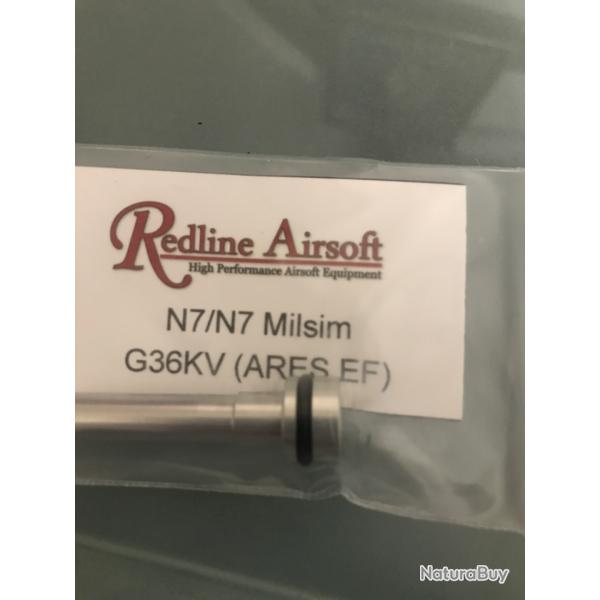 Redline Airsoft
High Performance Airsoft Equipment
N7/N7 Milsim
G36KV (ARES EF)
NaturaBuy